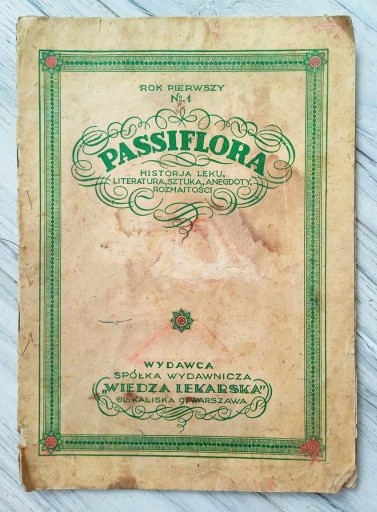 ROK PIERWSZY
No. 1
PASSIFLORA
HISTORJA LEKU,
LITERATURA, SZTUKA, ANEGDOTY,
ROZMAITOŚCI
WYDAWCA
SPÓŁKA WYDAWNICZA
„WIEDZA LEKARSKA”
UL. KALISKA 9, WARSZAWA